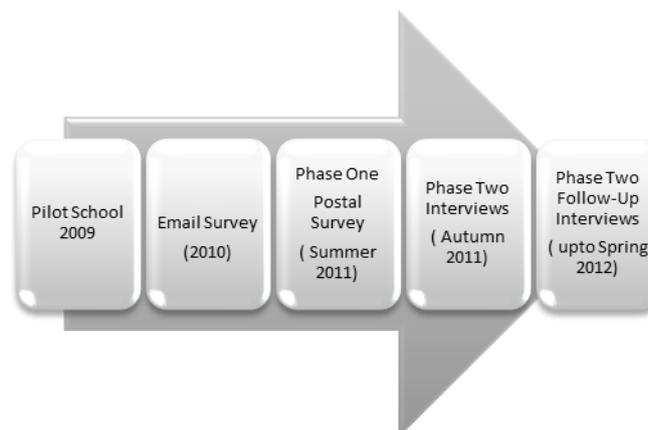 Pilot School
2009
Email Survey
(2010)
Phase One
Postal
Survey
( Summer
2011)
Phase Two
Interviews
( Autumn
2011)
Phase Two
Follow-Up
Interviews
( upto Spring
2012)